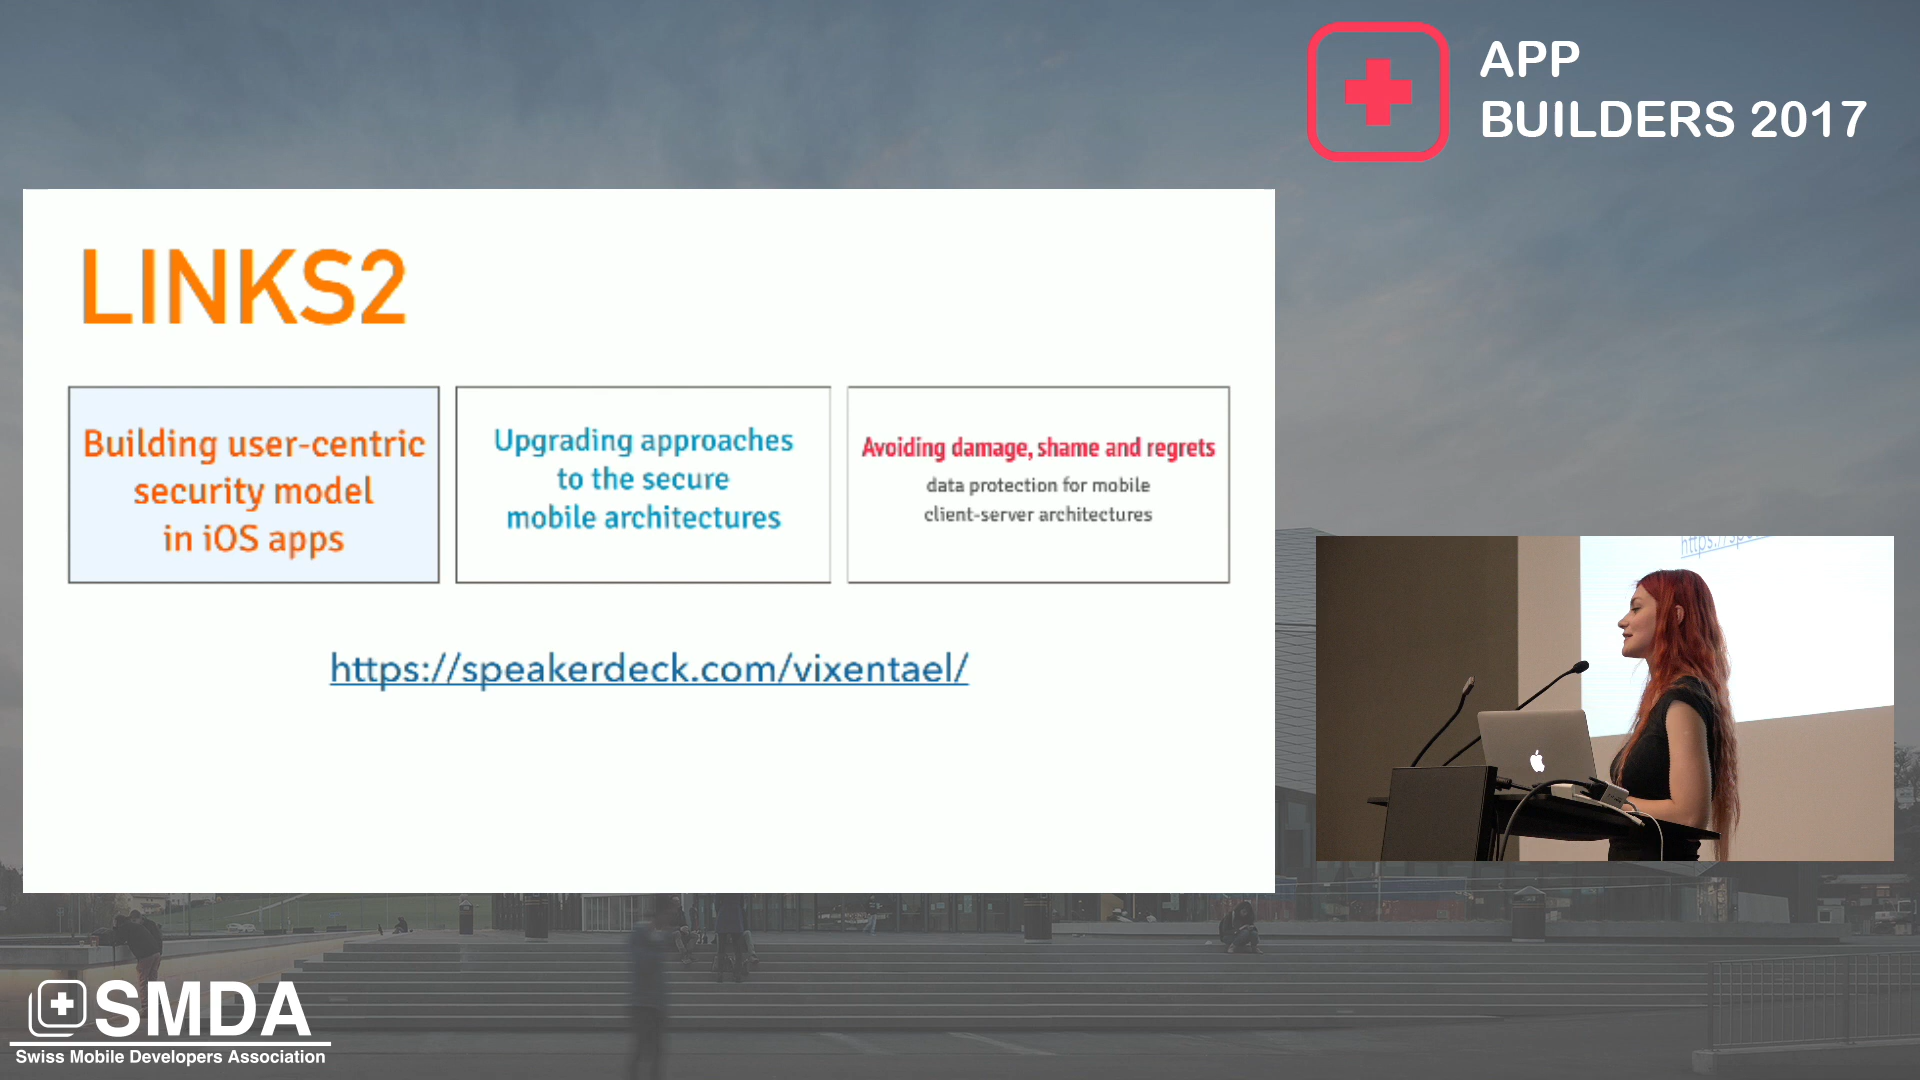 APP
BUILDERS 2017
LINKS2
Building user-centric
security model
in iOS apps
Upgrading approaches
to the secure
mobile architectures
Avoiding damage, shame and regrets
data protection for mobile
client-server architectures
https://speakerdeck.com/vixentael/
https://spea
SMDA
Swiss Mobile Developers Association